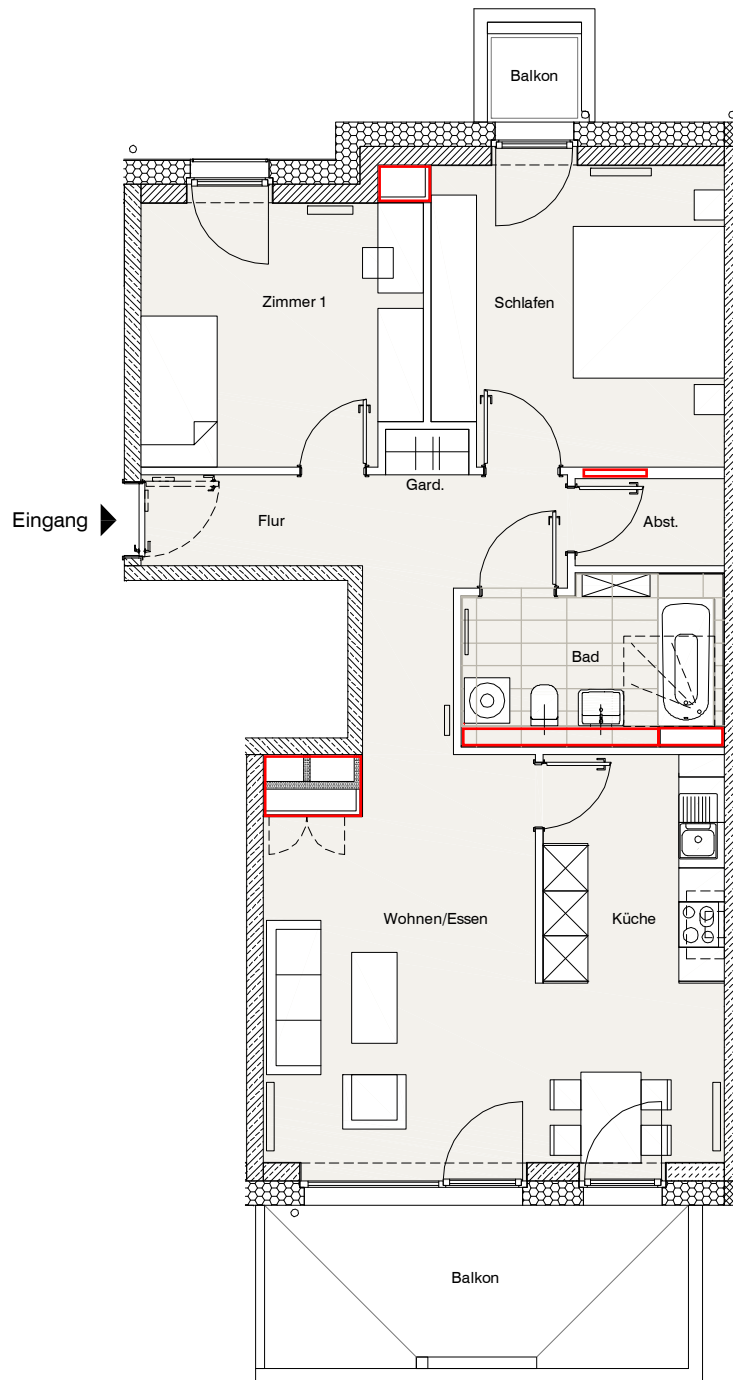 Balkon
Zimmer 1
Schlafen
Gard.
Eingang
Flur
Abst.
Bad
Wohnen/Essen
Küche
Balkon